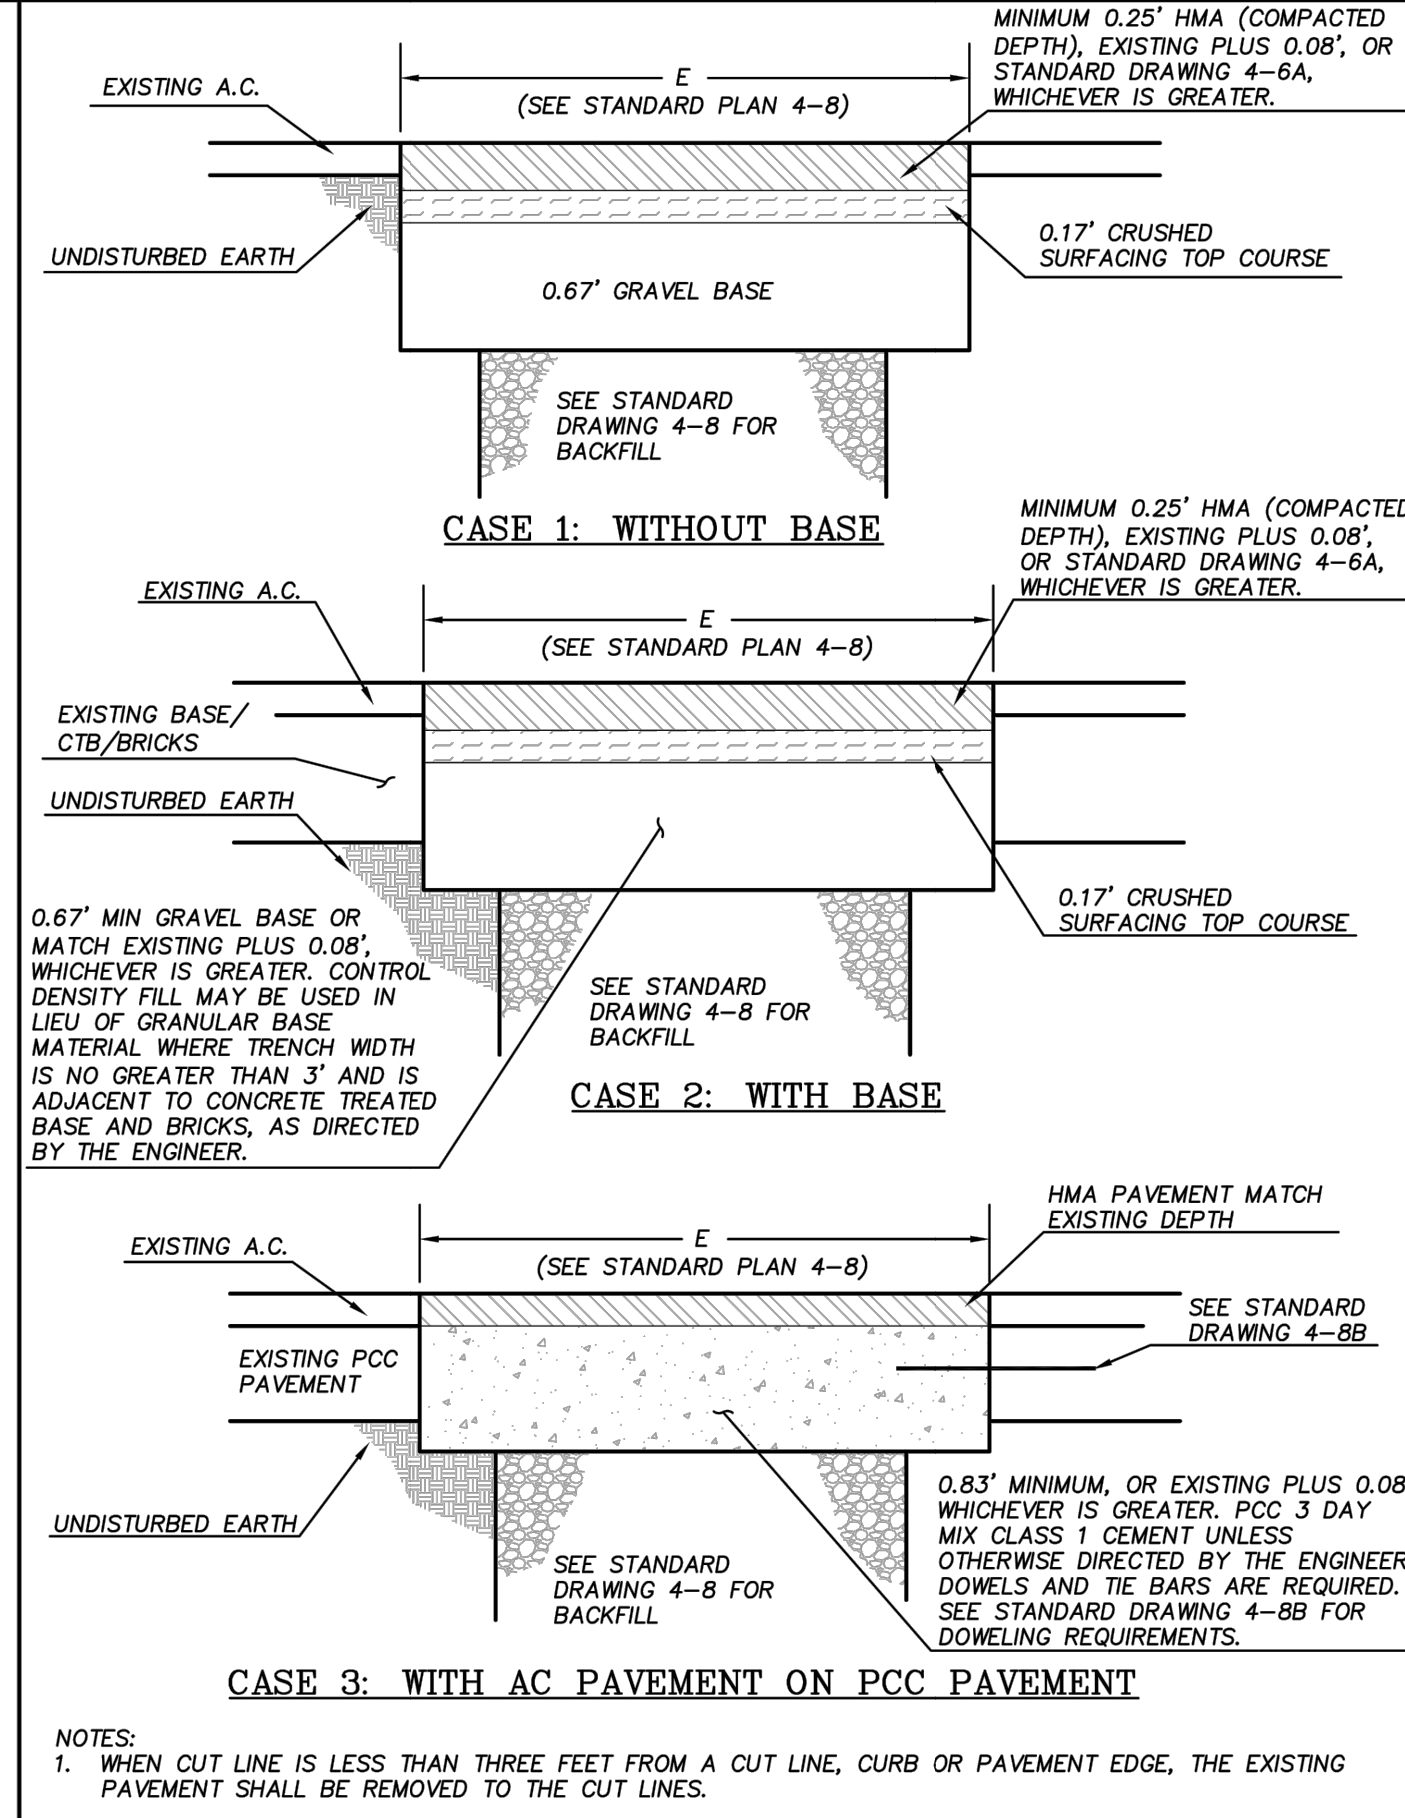 MINIMUM 0.25' HMA (COMPACTED
DEPTH), EXISTING PLUS 0.08', OR
STANDARD DRAWING 4-6A,
WHICHEVER IS GREATER.
EXISTING A.C.
E
(SEE STANDARD PLAN 4-8)
UNDISTURBED EARTH
0.17' CRUSHED
SURFACING TOP COURSE
0.67' GRAVEL BASE
SEE STANDARD
DRAWING 4-8 FOR
BACKFILL
CASE 1: WITHOUT BASE
MINIMUM 0.25' HMA (COMPACTED
DEPTH), EXISTING PLUS 0.08',
OR STANDARD DRAWING 4-6A,
WHICHEVER IS GREATER.
EXISTING A.C.
E
(SEE STANDARD PLAN 4-8)
EXISTING BASE/
CTB/BRICKS
UNDISTURBED EARTH
0.17' CRUSHED
SURFACING TOP COURSE
0.67' MIN GRAVEL BASE OR
MATCH EXISTING PLUS 0.08',
WHICHEVER IS GREATER. CONTROL
DENSITY FILL MAY BE USED IN
LIEU OF GRANULAR BASE
MATERIAL WHERE TRENCH WIDTH
IS NO GREATER THAN 3' AND IS
ADJACENT TO CONCRETE TREATED
BASE AND BRICKS, AS DIRECTED
BY THE ENGINEER.
SEE STANDARD
DRAWING 4-8 FOR
BACKFILL
CASE 2: WITH BASE
HMA PAVEMENT MATCH
EXISTING DEPTH
EXISTING A.C.
E
(SEE STANDARD PLAN 4-8)
SEE STANDARD
DRAWING 4-8B
EXISTING PCC
PAVEMENT
UNDISTURBED EARTH
0.83' MINIMUM, OR EXISTING PLUS 0.08
WHICHEVER IS GREATER. PCC 3 DAY
MIX CLASS 1 CEMENT UNLESS
OTHERWISE DIRECTED BY THE ENGINEER
DOWELS AND TIE BARS ARE REQUIRED.
SEE STANDARD DRAWING 4-8B FOR
DOWELING REQUIREMENTS.
SEE STANDARD
DRAWING 4-8 FOR
BACKFILL
CASE 3: WITH AC PAVEMENT ON PCC PAVEMENT
NOTES:
1. WHEN CUT LINE IS LESS THAN THREE FEET FROM A CUT LINE, CURB OR PAVEMENT EDGE, THE EXISTING
PAVEMENT SHALL BE REMOVED TO THE CUT LINES.